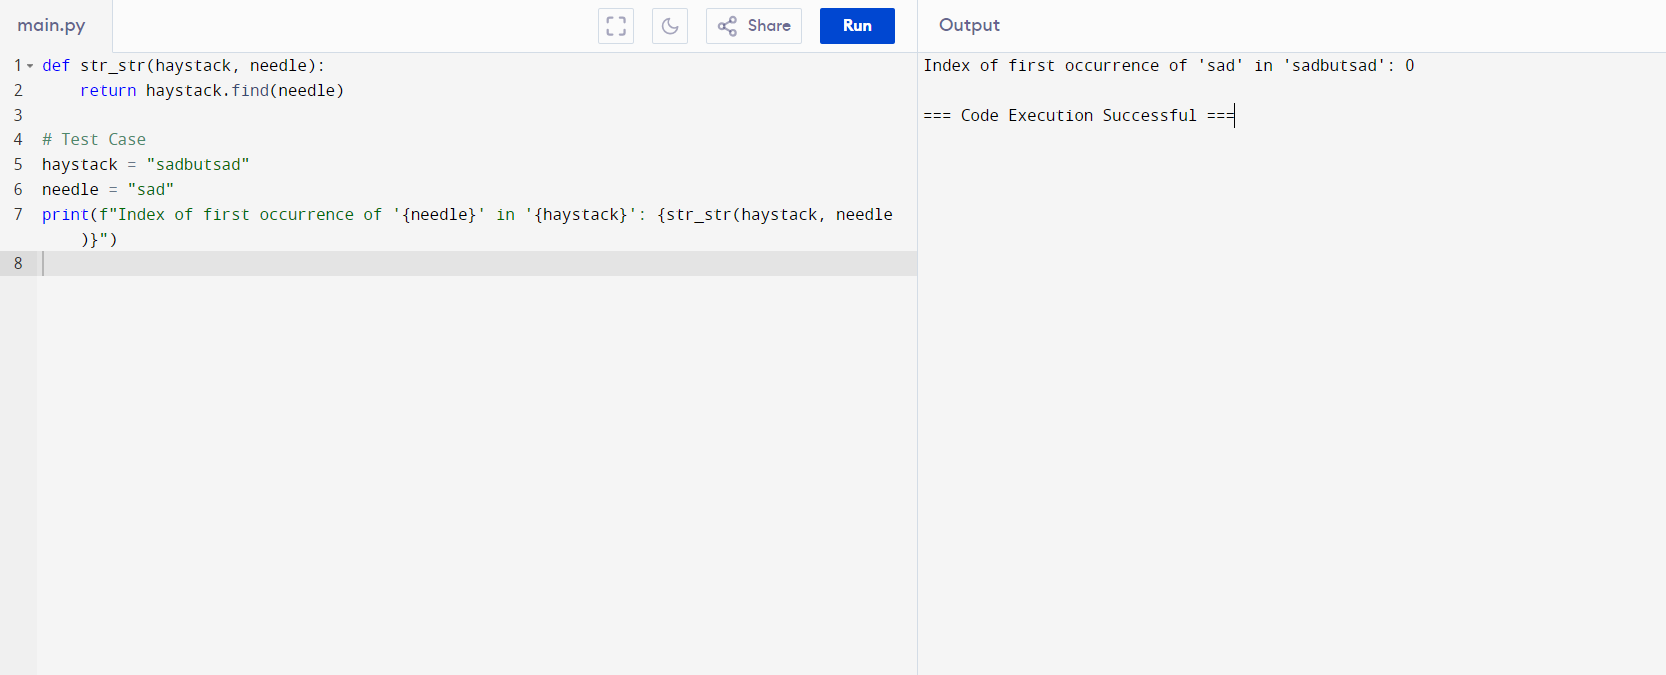 main.py
Share
Run
Output
1 def str_str(haystack, needle):
2     return haystack.find(needle)
3
4 # Test Case
5 haystack = "sadbutsad"
6 needle = "sad"
7 print(f"Index of first occurrence of '{needle}' in '{haystack}': {str_str(haystack, needle
    )}")
8
Index of first occurrence of 'sad' in 'sadbutsad': 0
=== Code Execution Successful ===